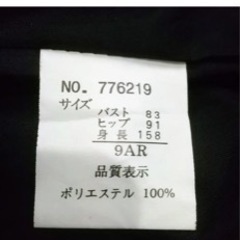 NO. 776219
サイズ
バスト 83
ヒップ 91
身長 158
9AR
品質表示
ポリエステル 100%